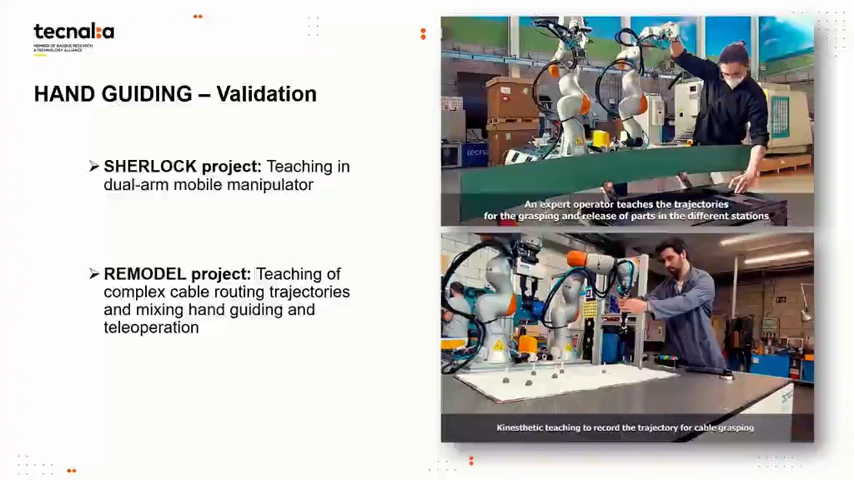 tecnalia
MEMBER OF BASQUE RESEARCH
& TECHNOLOGY ALLIANCE
HAND GUIDING – Validation
➢ SHERLOCK project: Teaching in
dual-arm mobile manipulator
➢ REMODEL project: Teaching of
complex cable routing trajectories
and mixing hand guiding and
teleoperation
An expert operator teaches the trajectories
for the grasping and release of parts in the different stations
Kinesthetic teaching to record the trajectory for cable grasping